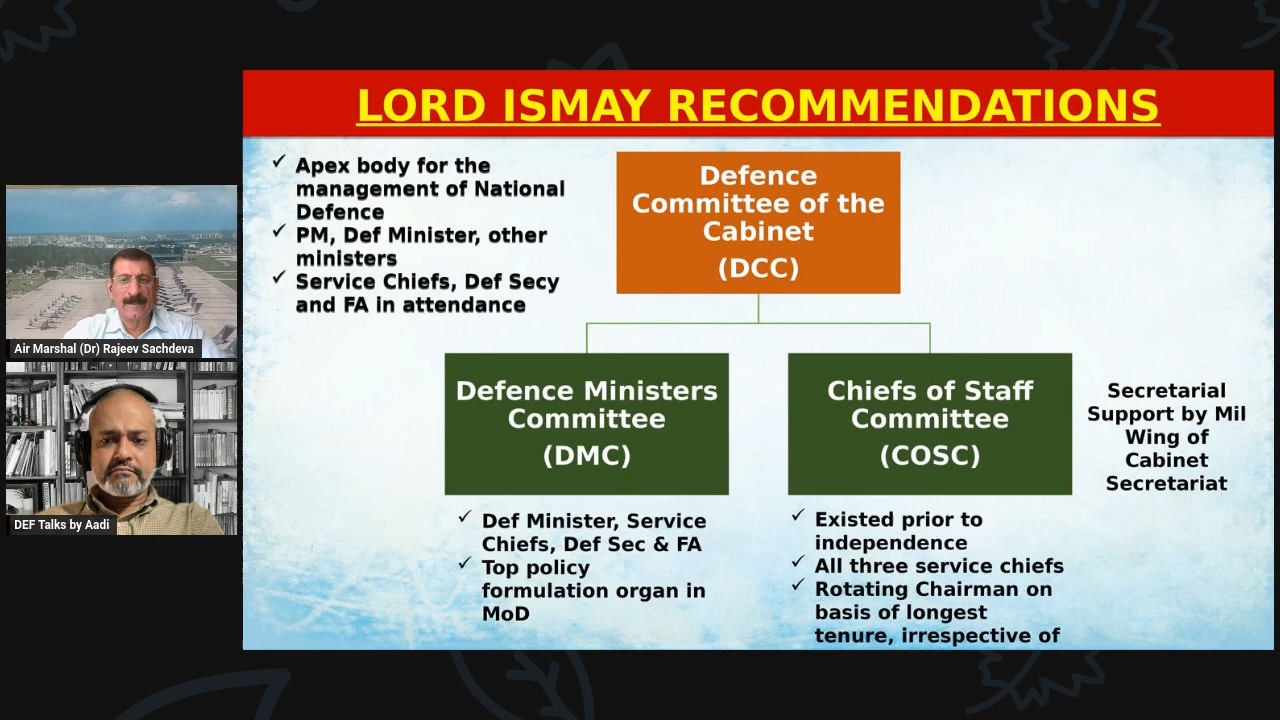 LORD ISMAY RECOMMENDATIONS
Apex body for the
management of National
Defence
PM, Def Minister, other
ministers
Service Chiefs, Def Secy
and FA in attendance
Defence
Committee of the
Cabinet
(DCC)
Defence Ministers
Committee
(DMC)
Chiefs of Staff
Committee
(COSC)
Secretarial
Support by Mil
Wing of
Cabinet
Secretariat
Def Minister, Service
Chiefs, Def Sec & FA
Top policy
formulation organ in
MoD
Existed prior to
independence
All three service chiefs
Rotating Chairman on
basis of longest
tenure, irrespective of
Air Marshal (Dr) Rajeev Sachdeva
DEF Talks by Aadi